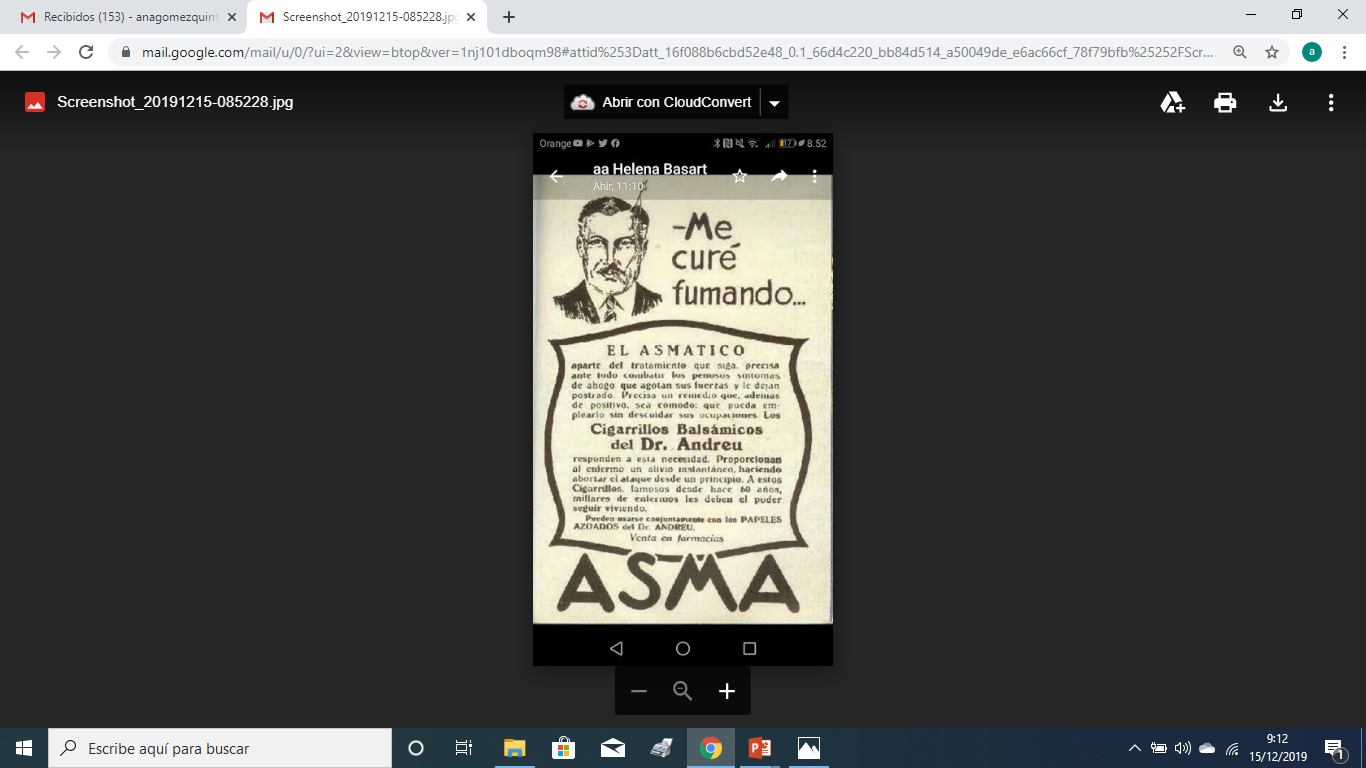 Recibidos (153) - anagomezquint
Screenshot_20191215-085228.jpg
mail.google.com/mail/u/0/?ui=2&view=btop&ver=1nj101dboqm98#attid%253Datt_16f088b6cbd52e48_0.1_66d4c220_bb84d514_a50049de_e6ac66cf_78f79bfb%25252FScr...
a
Screenshot_20191215-085228.jpg
Abrir con CloudConvert
Orange
17
8.52
aa Helena Basart
Ahir, 11:10
-Me
curé
fumando...
EL ASMATICO
aparte del tratamiento que siga, precisa
ante todo combatir los penosos síntomas
de ahogo que agotan sus fuerzas y le dejan
postrado. Precisa un remedio que, además
de positivo, sea cómodo; que pueda em-
plearlo sin descuidar sus ocupaciones. Los
Cigarrillos Balsámicos
del Dr. Andreu
responden a esta necesidad. Proporcionan
al enfermo un alivio instantáneo, haciendo
abortar el ataque desde un principio. A estos
Cigarrillos, famosos desde hace 60 años,
millares de enfermos les deben el poder
seguir viviendo.
Pueden usarse conjuntamente con los PAPELES
AZOADOS del Dr. ANDREU.
Venta en farmacias
ASMA
Escribe aquí para buscar
9:12
15/12/2019
1